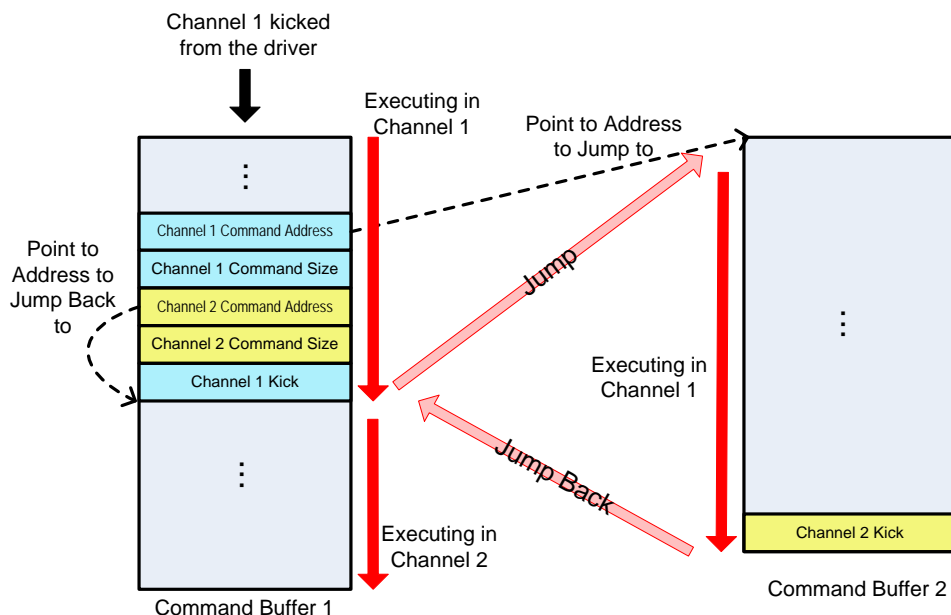 Channel 1 kicked
from the driver
Executing in
Channel 1
Point to Address
to Jump to
⋮
Channel 1 Command Address
Point to
Address to
Jump Back
to
Channel 1 Command Size
Channel 2 Command Address
Channel 2 Command Size
Channel 1 Kick
Jump
⋮
Executing in
Channel 1
⋮
Jump Back
Executing in
Channel 2
Channel 2 Kick
Command Buffer 1
Command Buffer 2